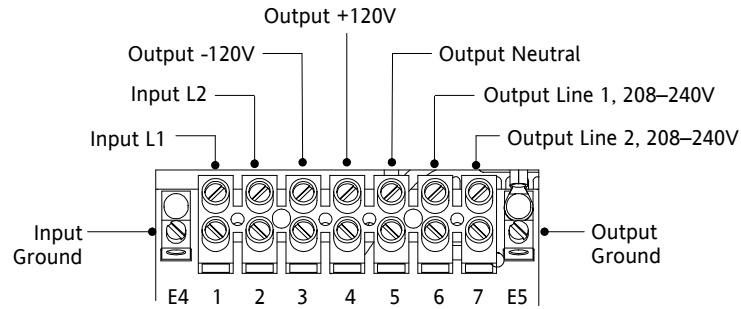 Output +120V
Output -120V
Output Neutral
Input L2
Output Line 1, 208–240V
Input L1
Output Line 2, 208–240V
Input
Ground
Output
Ground
E4 1 2 3 4 5 6 7 E5